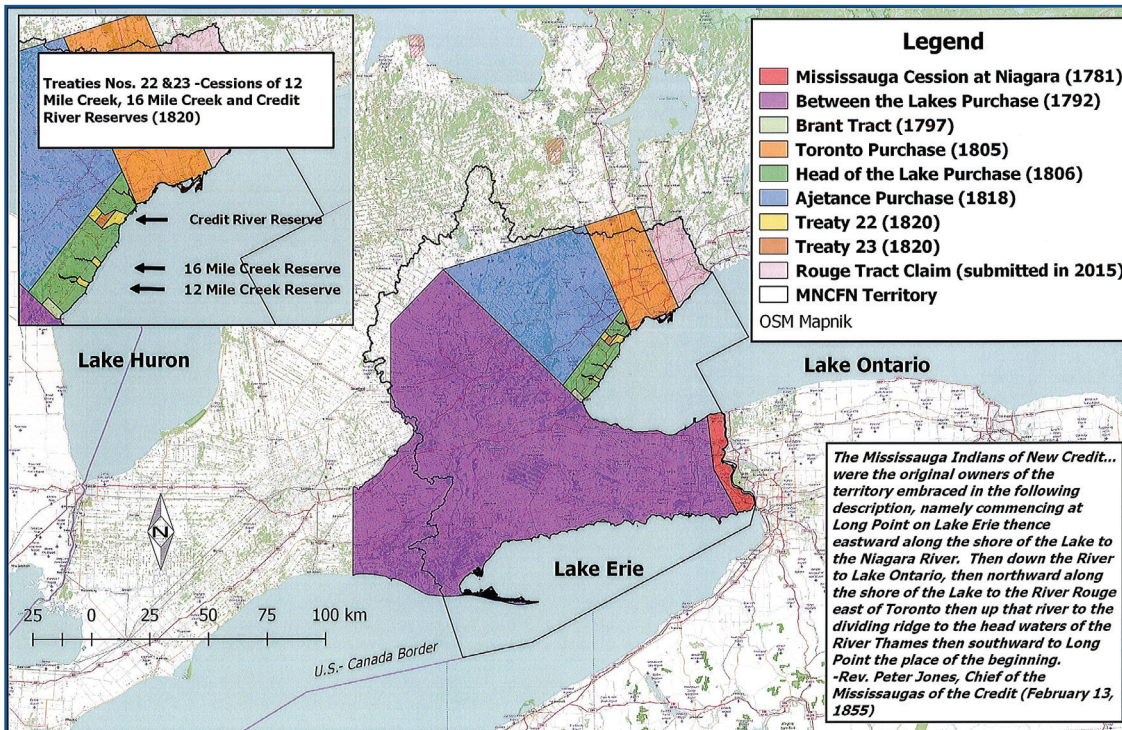 Treaties Nos. 22 &23 -Cessions of 12
Mile Creek, 16 Mile Creek and Credit
River Reserves (1820)
Credit River Reserve
16 Mile Creek Reserve
12 Mile Creek Reserve
Legend
Mississauga Cession at Niagara (1781)
Between the Lakes Purchase (1792)
Brant Tract (1797)
Toronto Purchase (1805)
Head of the Lake Purchase (1806)
Ajetance Purchase (1818)
Treaty 22 (1820)
Treaty 23 (1820)
Rouge Tract Claim (submitted in 2015)
MNCFN Territory
OSM Mapnik
Lake Huron
Lake Ontario
Lake Erie
N
25 0 25 50 75 100 km
U.S.- Canada Border
The Mississauga Indians of New Credit...
were the original owners of the
territory embraced in the following
description, namely commencing at
Long Point on Lake Erie thence
eastward along the shore of the Lake to
the Niagara River. Then down the River
to Lake Ontario, then northward along
the shore of the Lake to the River Rouge
east of Toronto then up that river to the
dividing ridge to the head waters of the
River Thames then southward to Long
Point the place of the beginning.
-Rev. Peter Jones, Chief of the
Mississaugas of the Credit (February 13,
1855)